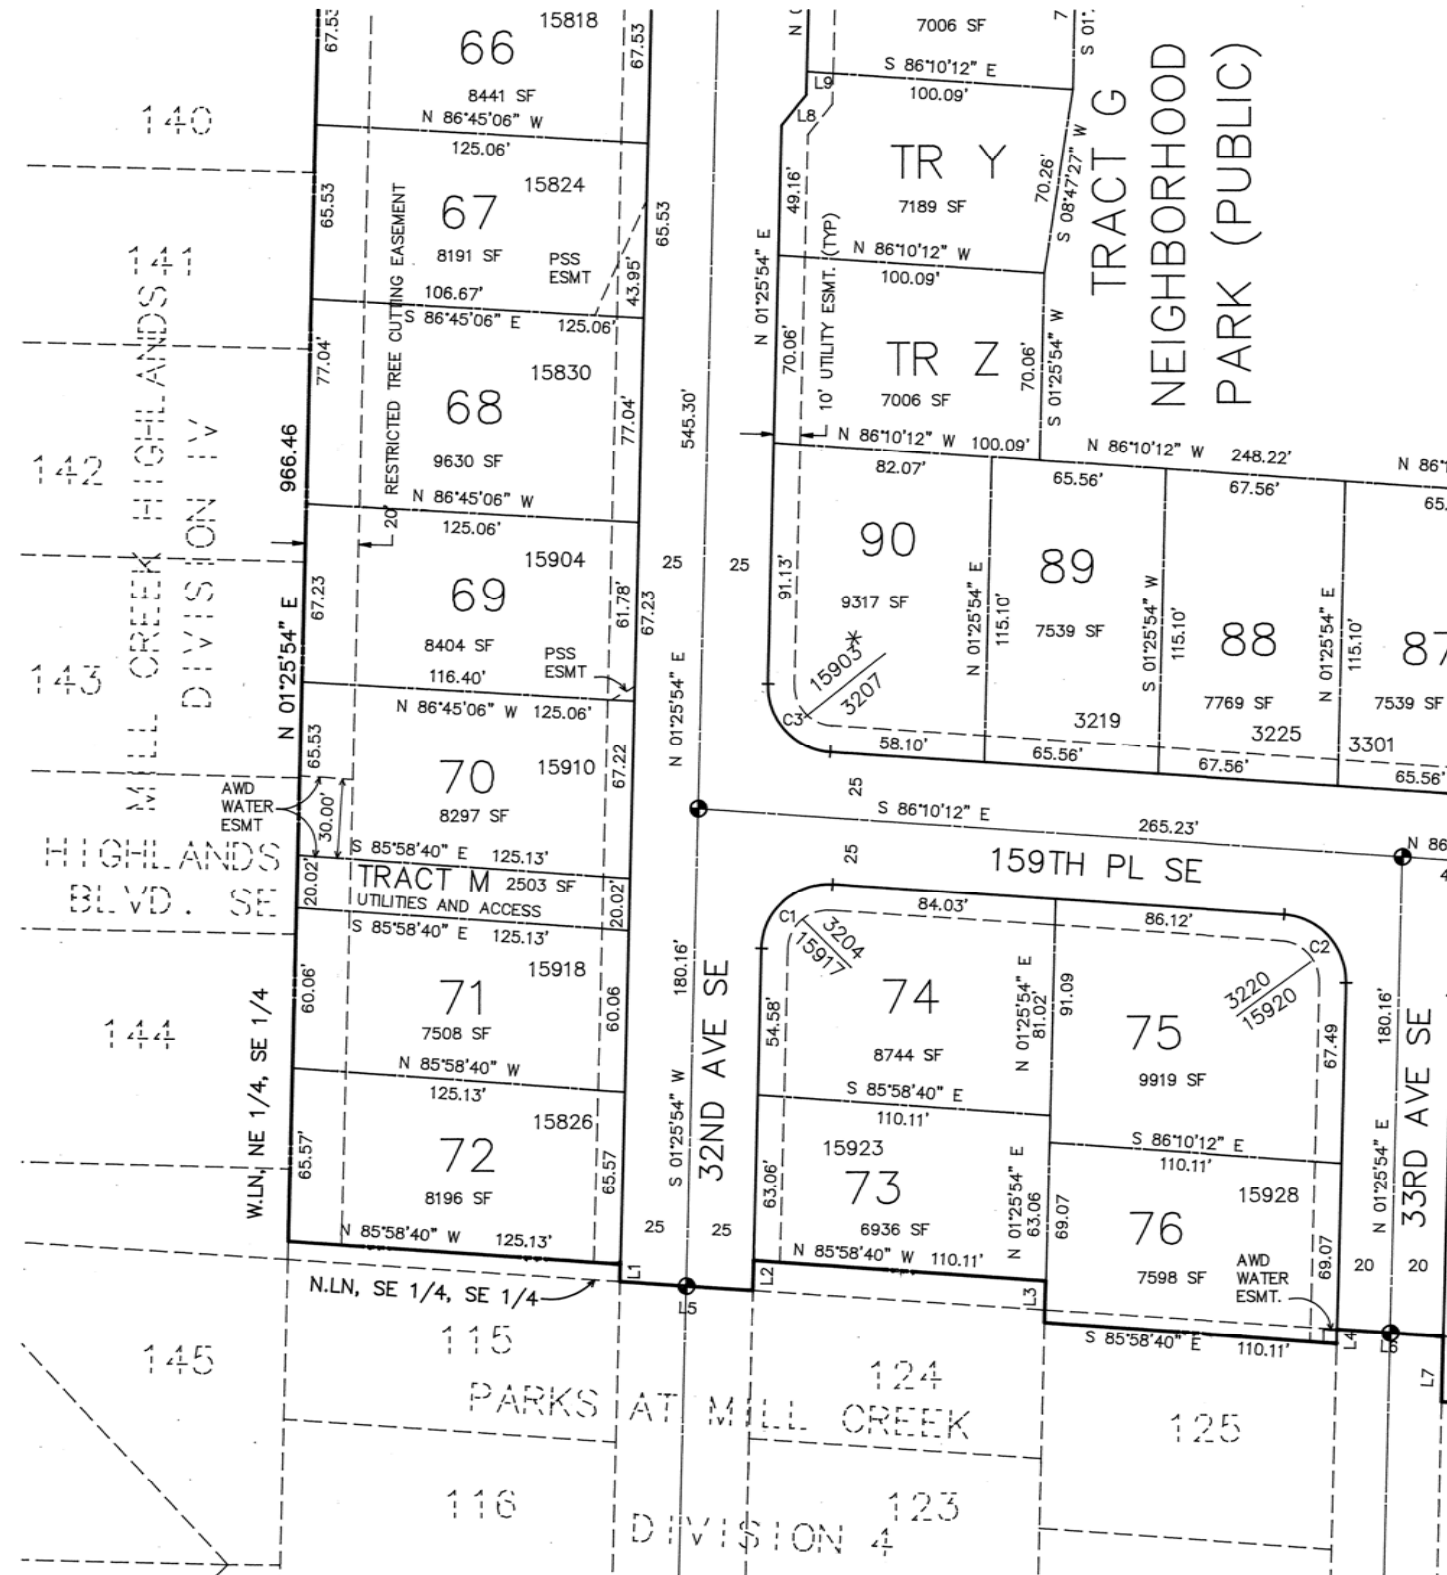 15818
66
8441 SF
67.53
67.53
N 86°45'06" W
125.06'
140
65.53
15824
67
8191 SF
PSS
ESMT
65.53
43.95'
106.67'
S 86°45'06" E
125.06'
20' RESTRICTED TREE CUTTING EASEMENT
141
MILL CREEK HIGHLANDS
DIVISION IV
77.04'
15830
68
9630 SF
77.04'
966.46
N 01°25'54" E
N 86°45'06" W
125.06'
142
67.23
15904
69
8404 SF
61.78'
67.23
PSS
ESMT
116.40'
N 86°45'06" W
125.06'
143
65.53
15910
70
8297 SF
67.22
AWD
WATER
ESMT
30.00'
S 85°58'40" E
125.13'
HIGHLANDS
BLVD. SE
20.02'
TRACT M
2503 SF
UTILITIES AND ACCESS
20.02'
S 85°58'40" E
125.13'
144
60.06'
15918
71
7508 SF
60.06
N 85°58'40" W
125.13'
W.LN, NE 1/4, SE 1/4
65.57'
15826
72
8196 SF
65.57
N 85°58'40" W
125.13'
N.LN, SE 1/4, SE 1/4
L1
545.30'
25
25
N 01°25'54" E
180.16'
S 01°25'54" W
32ND AVE SE
25
25
L5
7006 SF
S 86°10'12" E
100.09'
L9
L8
S 01°
TR Y
7189 SF
49.16'
70.26'
S 08°47'27" W
N 86°10'12" W
100.09'
N 01°25'54" E
10' UTILITY ESMT. (TYP)
TR Z
7006 SF
70.06'
70.06'
S 01°25'54" W
TRACT G
NEIGHBORHOOD
PARK (PUBLIC)
N 86°10'12" W
100.09'
N 86°10'12" W
248.22'
82.07'
65.56'
67.56'
90
9317 SF
91.13'
15903*
3207
C3
58.10'
N 01°25'54" E
115.10'
89
7539 SF
3219
65.56'
S 01°25'54" W
115.10'
88
7769 SF
3225
67.56'
N 01°25'54" E
115.10'
87
7539 SF
3301
65.56'
25
S 86°10'12" E
265.23'
N 86
25
159TH PL SE
84.03'
86.12'
C1
3204
15917
54.58'
74
8744 SF
N 01°25'54" E
81.02'
91.09
C2
3220
15920
75
9919 SF
67.49
S 85°58'40" E
110.11'
15923
73
6936 SF
63.06'
N 01°25'54" E
63.06
69.07
N 85°58'40" W
110.11'
L2
L3
S 86°10'12" E
110.11'
15928
76
7598 SF
69.07
AWD
WATER
ESMT.
S 85°58'40" E
110.11'
L4
180.16'
N 01°25'54" E
33RD AVE SE
20
20
L6
L7
145
115
124
125
PARKS AT MILL CREEK
116
123
DIVISION 4